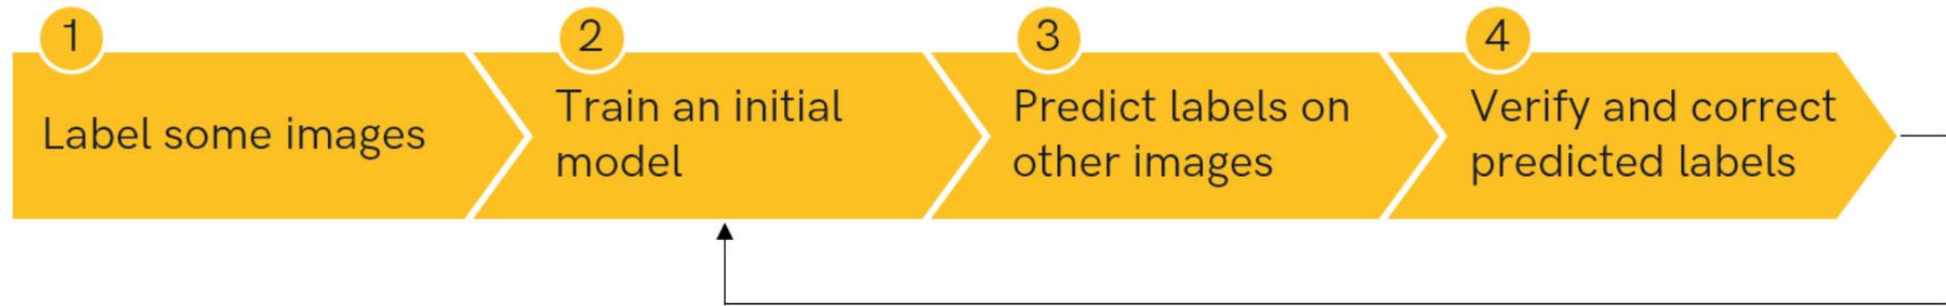 1
Label some images
2
Train an initial
model
3
Predict labels on
other images
4
Verify and correct
predicted labels